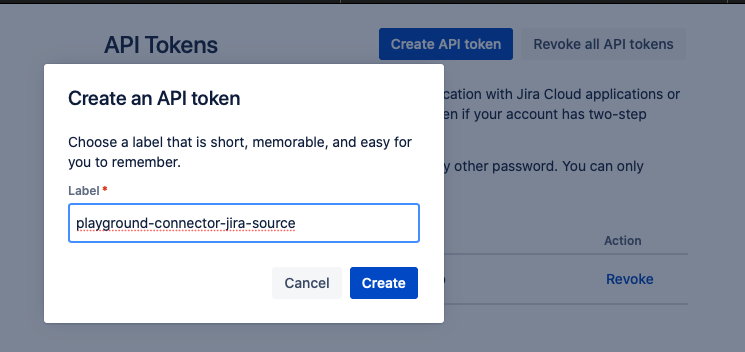 API Tokens
Create API token
Revoke all API tokens
Create an API token
cation with Jira Cloud applications or
en if your account has two-step
Choose a label that is short, memorable, and easy for
you to remember.
y other password. You can only
Label *
playground-connector-jira-source
Action
Cancel
Create
Revoke